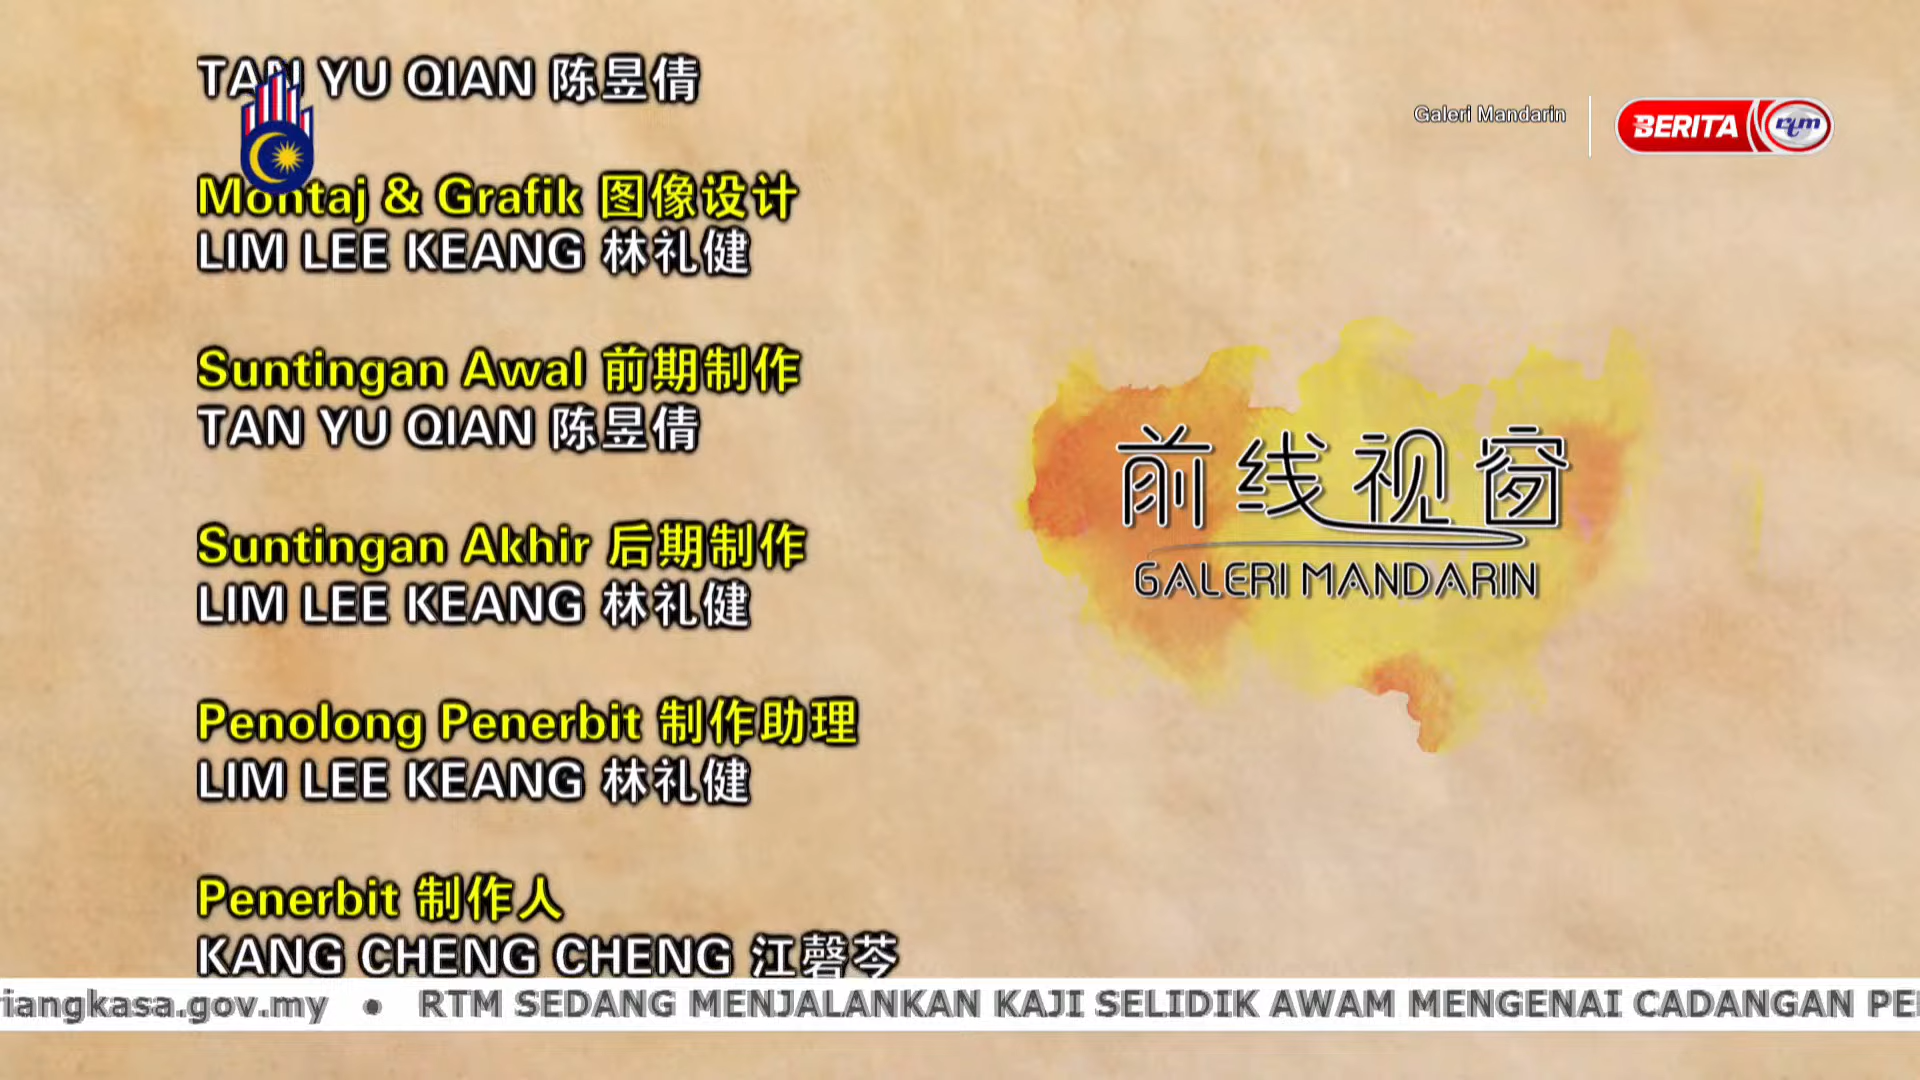 TAN YU QIAN 陈昱倩
Galeri Mandarin
BERITA rtm
Montaj & Grafik 图像设计
LIM LEE KEANG 林礼健
Suntingan Awal 前期制作
TAN YU QIAN 陈昱倩
前线视窗
GALERI MANDARIN
Suntingan Akhir 后期制作
LIM LEE KEANG 林礼健
Penolong Penerbit 制作助理
LIM LEE KEANG 林礼健
Penerbit 制作人
KANG CHENG CHENG 江磬芩
riangkasa.gov.my • RTM SEDANG MENJALANKAN KAJI SELIDIK AWAM MENGENAI CADANGAN PE